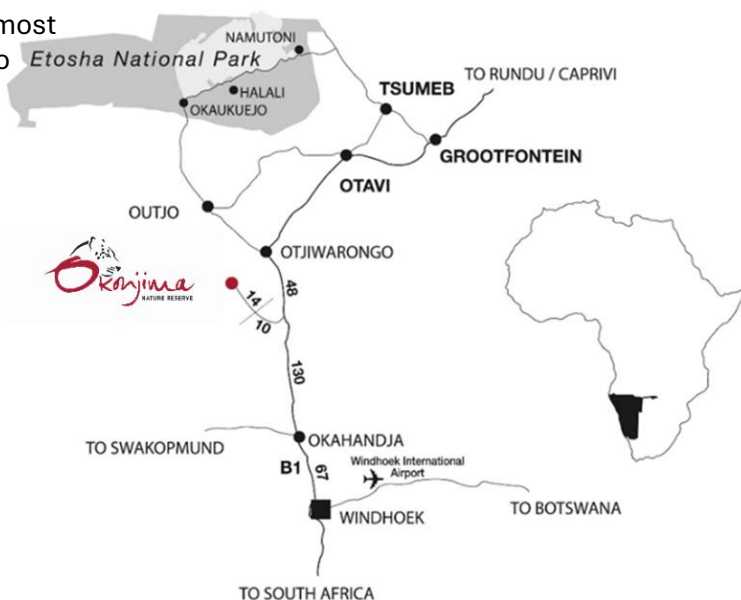 most
NAMUTONI
o
Etosha National Park
TO RUNDU / CAPRIVI
HALALI
TSUMEB
OKAUKUEJO
GROOTFONTEIN
OTAVI
OUTJO
OTJIWARONGO
Okonjima
NATURE RESERVE
48
14
10
130
OKAHANDJA
TO SWAKOPMUND
B1
67
Windhoek International
Airport
WINDHOEK
TO BOTSWANA
TO SOUTH AFRICA